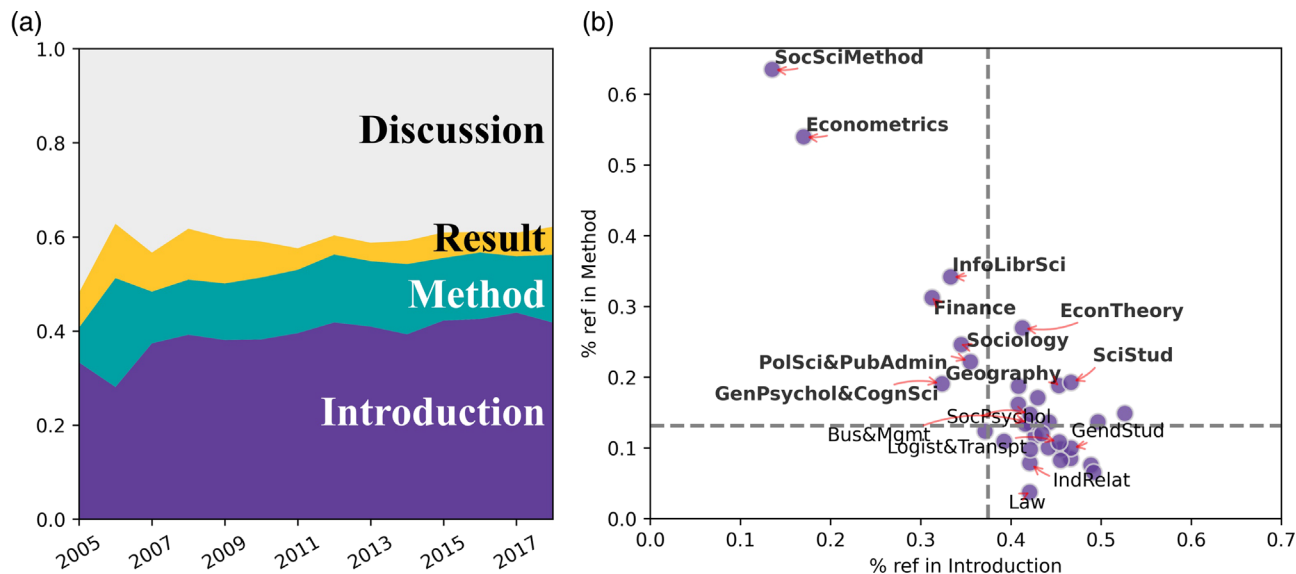 (a)
1.0
0.8
0.6
0.4
0.2
0.0
Discussion
Result
Method
Introduction
2005
2007
2009
2011
2013
2015
2017
(b)
% ref in Method
0.6
0.5
0.4
0.3
0.2
0.1
0.0
SocSciMethod
Econometrics
InfoLibrSci
Finance
EconTheory
Sociology
SciStud
PolSci&PubAdmin
Geography
GenPsychol&CognSci
SocPsychol
Bus&Mgmt
GendStud
Logist&Transpt
IndRelat
Law
0.0
0.1
0.2
0.3
0.4
0.5
0.6
0.7
% ref in Introduction